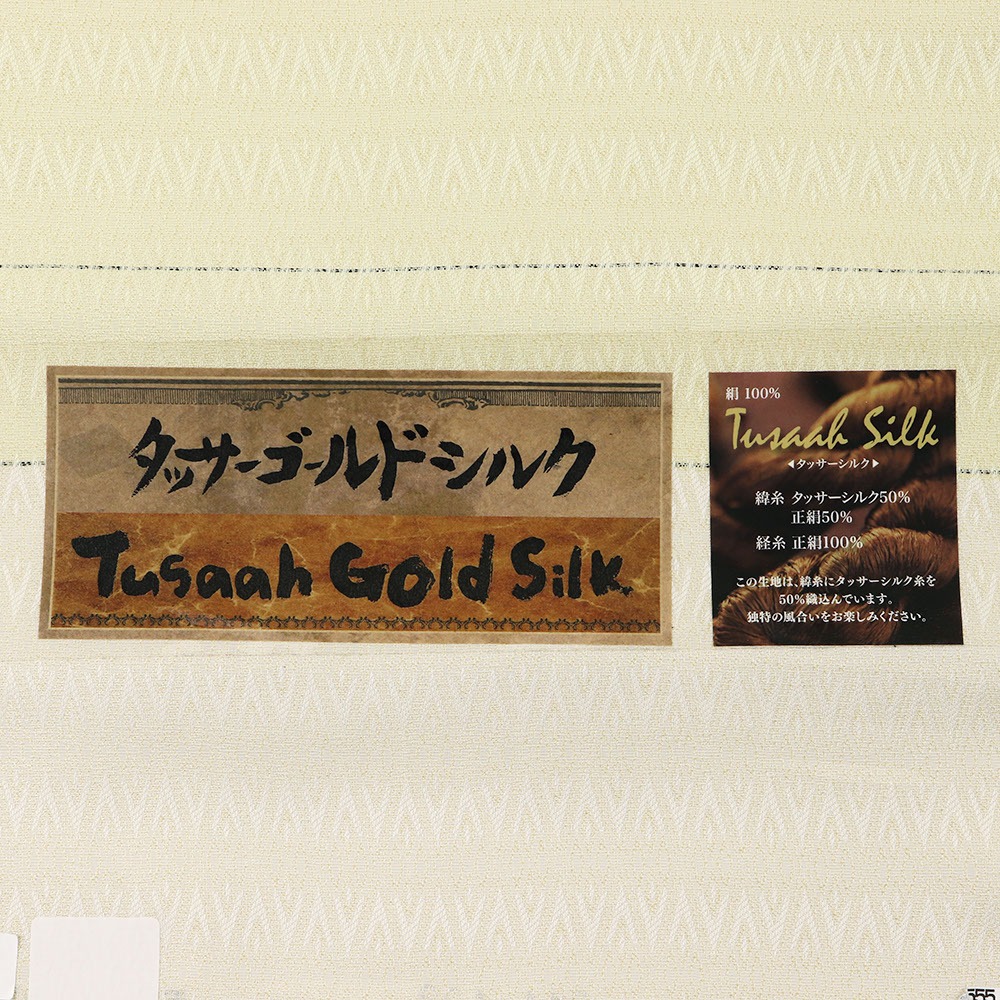 タッサーゴールドシルク
Tusaah Gold Silk
絹 100%
Tusaah Silk
◀タッサーシルク▶
緯糸 タッサーシルク50%
正絹50%
経糸 正絹100%
この生地は、緯糸にタッサーシルク糸を
50%織込んでいます。
独特の風合いをお楽しみください。